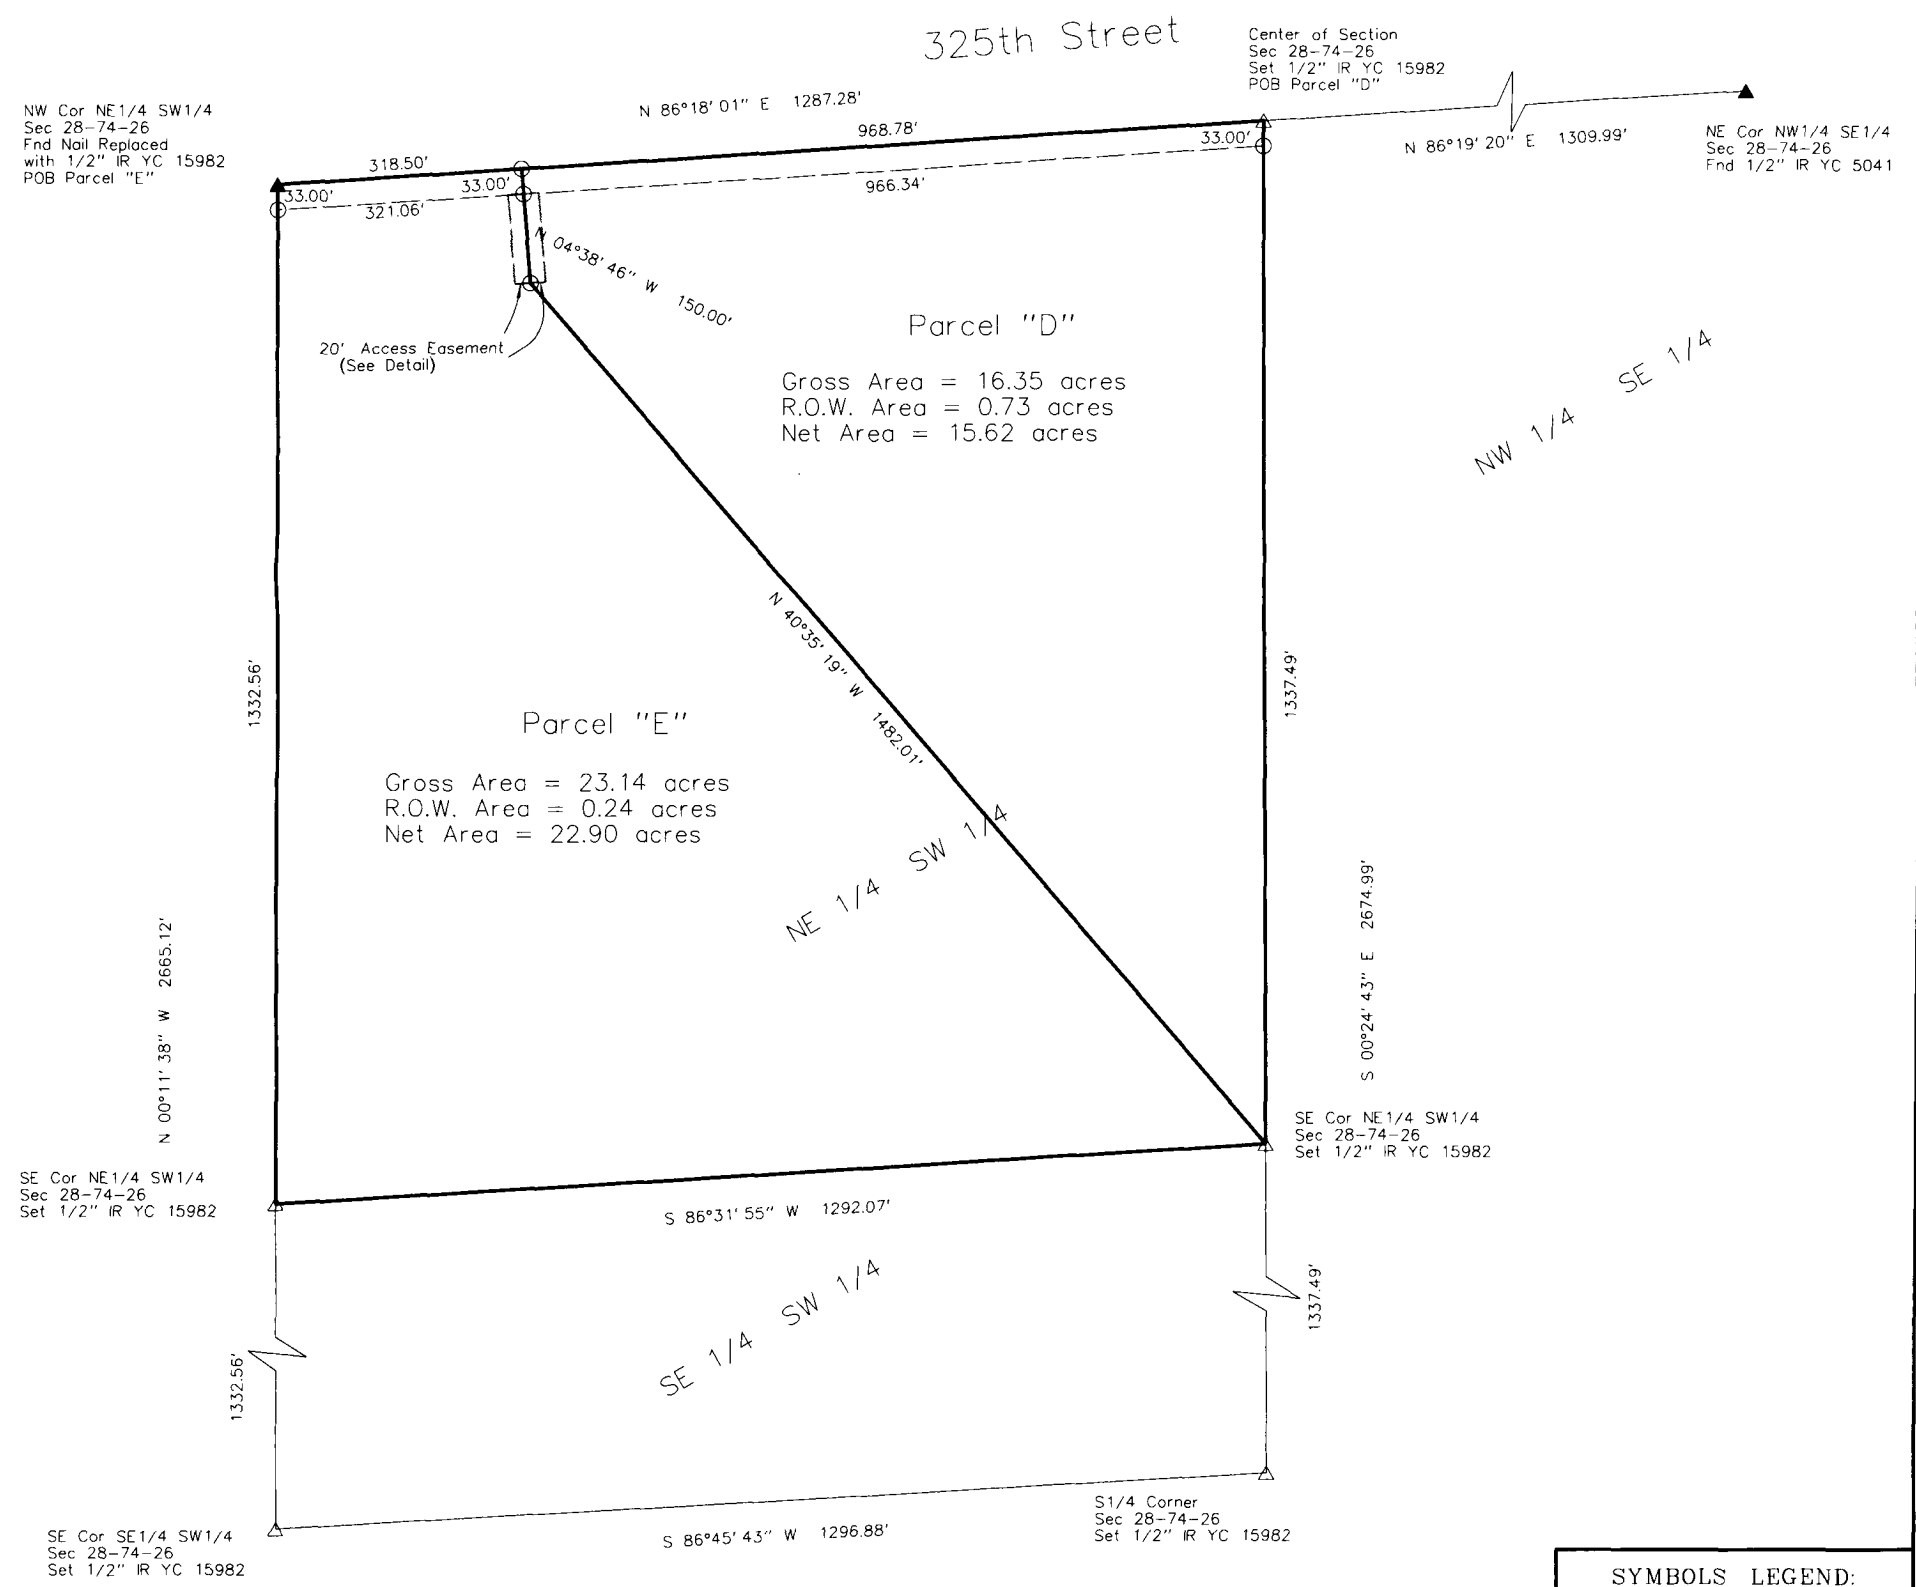 325th Street
Center of Section
Sec 28-74-26
Set 1/2" IR YC 15982
POB Parcel "D"
NW Cor NE1/4 SW1/4
Sec 28-74-26
Fnd Nail Replaced
with 1/2" IR YC 15982
POB Parcel "E"
N 86°18'01" E 1287.28'
968.78'
33.00'
N 86°19'20" E 1309.99'
NE Cor NW1/4 SE1/4
Sec 28-74-26
Fnd 1/2" IR YC 5041
318.50'
33.00'
33.00'
321.06'
966.34'
N 04°38'46" W 150.00'
20' Access Easement
(See Detail)
Parcel "D"
Gross Area = 16.35 acres
R.O.W. Area = 0.73 acres
Net Area = 15.62 acres
NW 1/4 SE 1/4
N 40°35'19" W 1482.01'
1332.56'
1337.49'
Parcel "E"
Gross Area = 23.14 acres
R.O.W. Area = 0.24 acres
Net Area = 22.90 acres
NE 1/4 SW 1/4
N 00°11'38" W 2665.12'
S 00°24'43" E 2674.99'
SE Cor NE1/4 SW1/4
Sec 28-74-26
Set 1/2" IR YC 15982
SE Cor NE1/4 SW1/4
Sec 28-74-26
Set 1/2" IR YC 15982
S 86°31'55" W 1292.07'
SE 1/4 SW 1/4
1332.56'
1337.49'
S1/4 Corner
Sec 28-74-26
Set 1/2" IR YC 15982
SE Cor SE1/4 SW1/4
Sec 28-74-26
Set 1/2" IR YC 15982
S 86°45'43" W 1296.88'
SYMBOLS LEGEND: